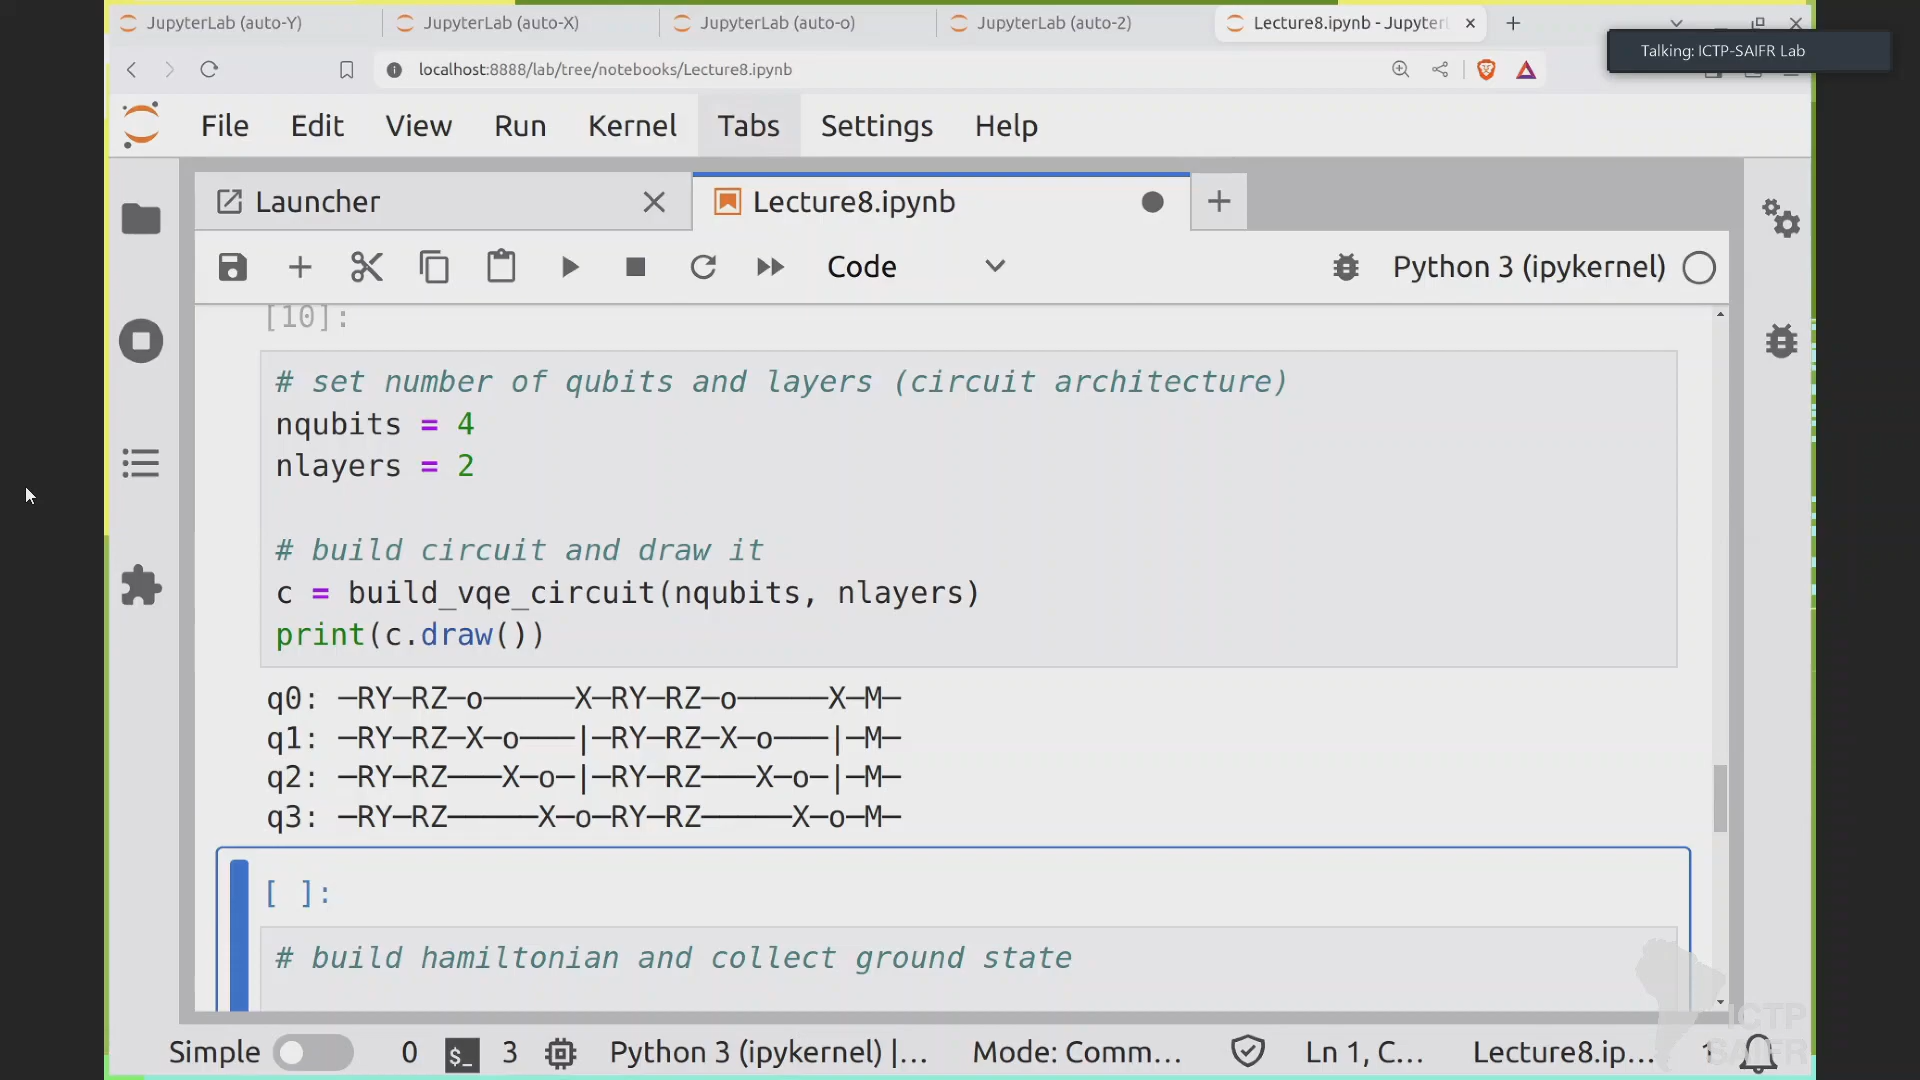 JupyterLab (auto-Y)
JupyterLab (auto-X)
JupyterLab (auto-o)
JupyterLab (auto-2)
Lecture8.ipynb - Jupyter
Talking: ICTP-SAIFR Lab
localhost:8888/lab/tree/notebooks/Lecture8.ipynb
File Edit View Run Kernel Tabs Settings Help
Launcher
Lecture8.ipynb
Code
Python 3 (ipykernel)
[10]:
# set number of qubits and layers (circuit architecture)
nqubits = 4
nlayers = 2
# build circuit and draw it
c = build_vqe_circuit(nqubits, nlayers)
print(c.draw())
q0: ─RY─RZ─o─────X─RY─RZ─o─────X─M─
q1: ─RY─RZ─X─o───|─RY─RZ─X─o───|─M─
q2: ─RY─RZ───X─o─|─RY─RZ───X─o─|─M─
q3: ─RY─RZ─────X─o─RY─RZ─────X─o─M─
[ ]:
# build hamiltonian and collect ground state
ICTP
SAIFR
Simple 0 $_ 3 Python 3 (ipykernel) |... Mode: Comm... Ln 1, C... Lecture8.ip... 1